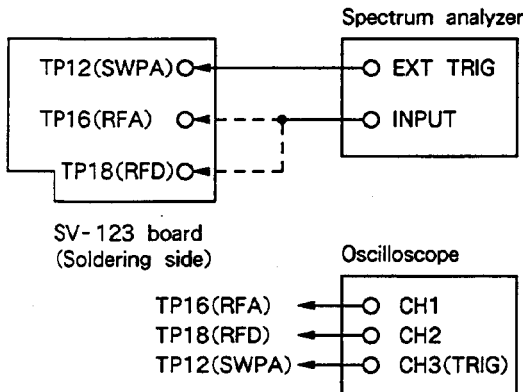 Spectrum analyzer
TP12(SWPA)
EXT TRIG
TP16(RFA)
INPUT
TP18(RFD)
SV-123 board
(Soldering side)
Oscilloscope
TP16(RFA)
CH1
TP18(RFD)
CH2
TP12(SWPA)
CH3(TRIG)